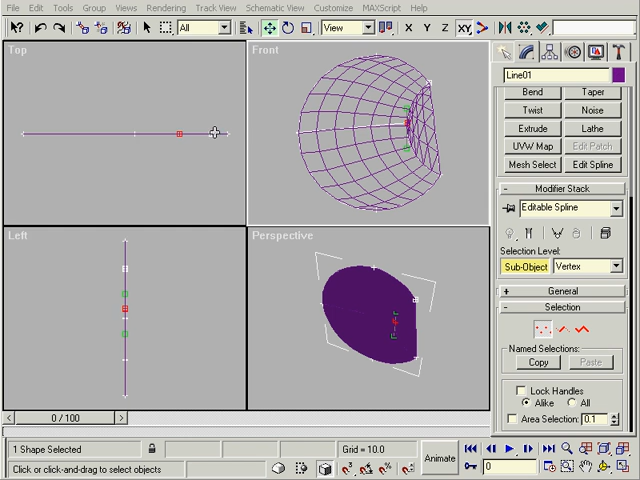 File Edit Tools Group Views Rendering Track View Schematic View Customize MAXScript Help
All View X Y Z XY
Top
Front
Left
Perspective
Line01
Bend Taper
Twist Noise
Extrude Lathe
UVW Map Edit Patch
Mesh Select Edit Spline
- Modifier Stack
Editable Spline
Selection Level:
Sub-Object Vertex
+ General
- Selection
Named Selections:
Copy Paste
Lock Handles
Alike All
Area Selection: 0.1
< 0 / 100 >
1 Shape Selected
Grid = 10.0
Animate
0
Click or click-and-drag to select objects